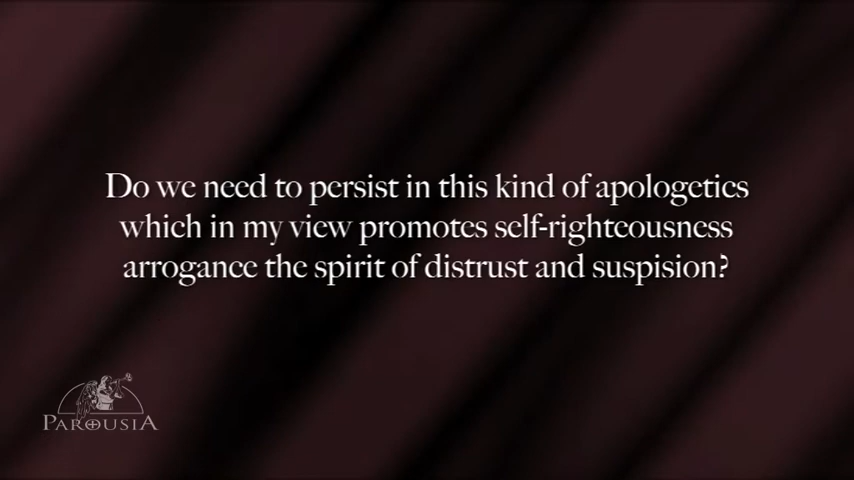 Do we need to persist in this kind of apologetics
which in my view promotes self-righteousness
arrogance the spirit of distrust and suspision?
PAROUSIA